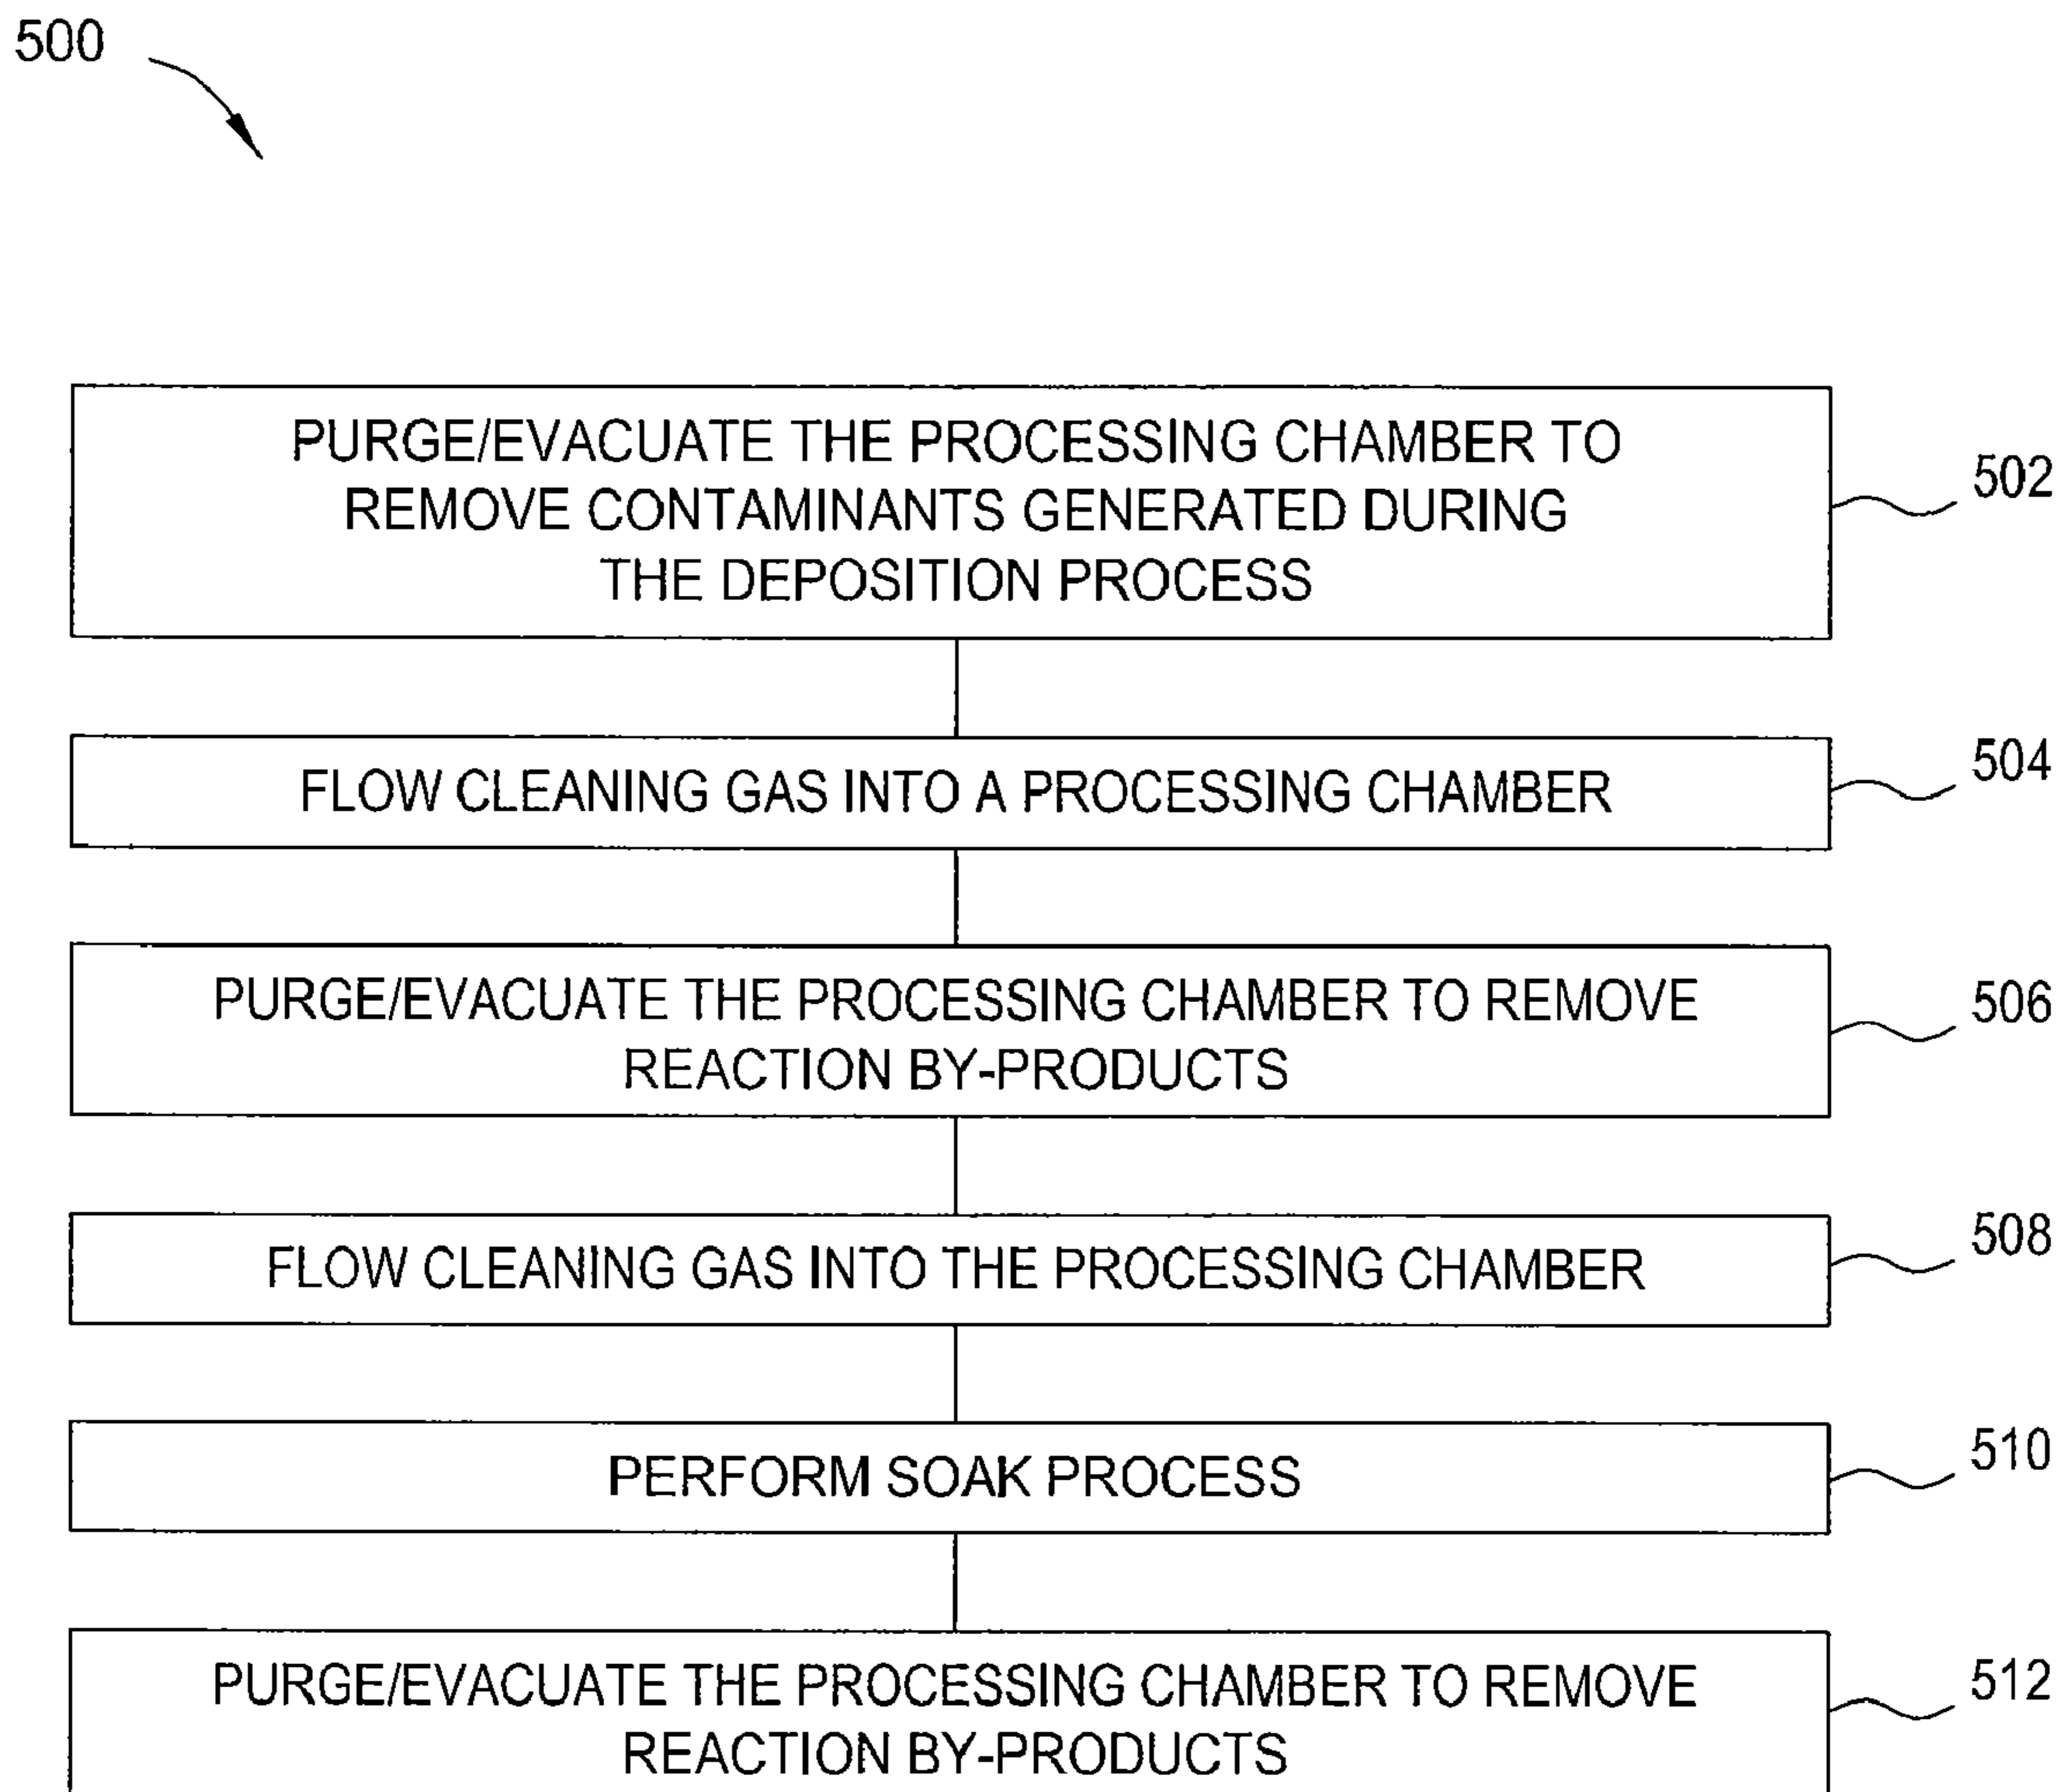 500
PURGE/EVACUATE THE PROCESSING CHAMBER TO
REMOVE CONTAMINANTS GENERATED DURING
THE DEPOSITION PROCESS
502
FLOW CLEANING GAS INTO A PROCESSING CHAMBER
504
PURGE/EVACUATE THE PROCESSING CHAMBER TO REMOVE
REACTION BY-PRODUCTS
506
FLOW CLEANING GAS INTO THE PROCESSING CHAMBER
508
PERFORM SOAK PROCESS
510
PURGE/EVACUATE THE PROCESSING CHAMBER TO REMOVE
REACTION BY-PRODUCTS
512